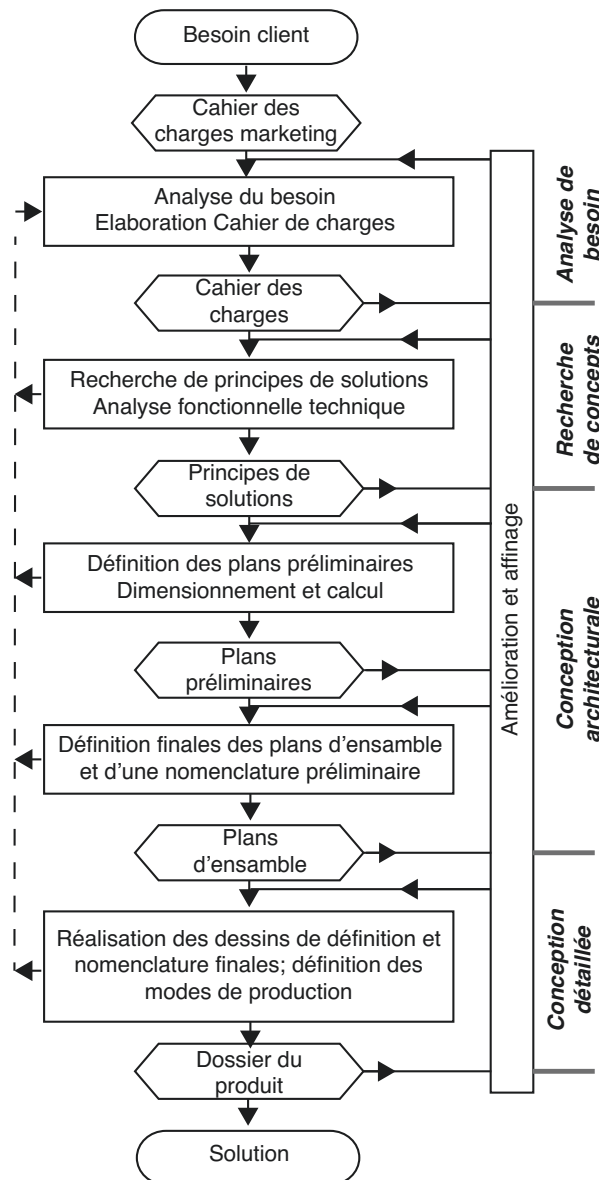 Besoin client
Cahier des
charges marketing
Analyse du besoin
Elaboration Cahier de charges
Cahier des
charges
Recherche de principes de solutions
Analyse fonctionnelle technique
Principes de
solutions
Définition des plans préliminaires
Dimensionnement et calcul
Plans
préliminaires
Définition finales des plans d'ensamble
et d'une nomenclature préliminaire
Plans
d'ensamble
Réalisation des dessins de définition et
nomenclature finales; définition des
modes de production
Dossier du
produit
Solution
Amélioration et affinage
Analyse de
besoin
Recherche
de concepts
Conception
architecturale
Conception
détaillée